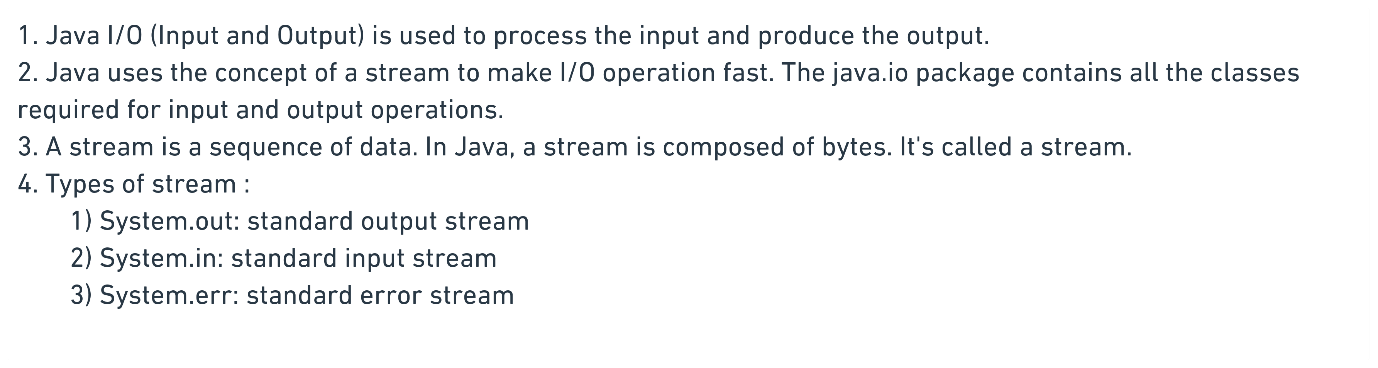 1. Java I/O (Input and Output) is used to process the input and produce the output.
2. Java uses the concept of a stream to make I/O operation fast. The java.io package contains all the classes
required for input and output operations.
3. A stream is a sequence of data. In Java, a stream is composed of bytes. It's called a stream.
4. Types of stream :
1) System.out: standard output stream
2) System.in: standard input stream
3) System.err: standard error stream